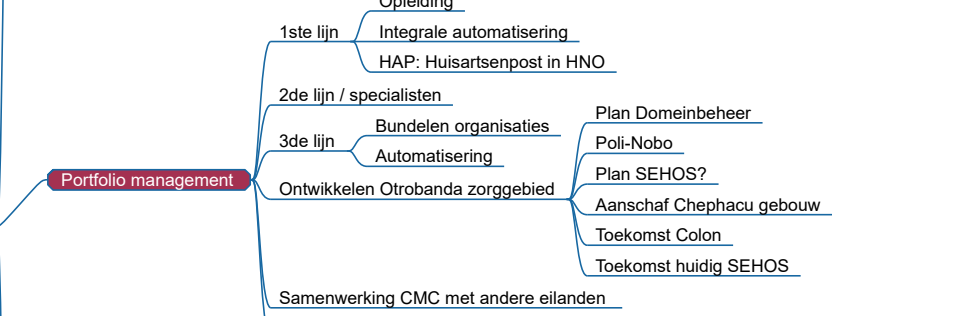 Opleiding
1ste lijn
Integrale automatisering
HAP: Huisartsenpost in HNO
2de lijn / specialisten
3de lijn
Bundelen organisaties
Automatisering
Portfolio management
Ontwikkelen Otrobanda zorggebied
Plan Domeinbeheer
Poli-Nobo
Plan SEHOS?
Aanschaf Chephacu gebouw
Toekomst Colon
Toekomst huidig SEHOS
Samenwerking CMC met andere eilanden